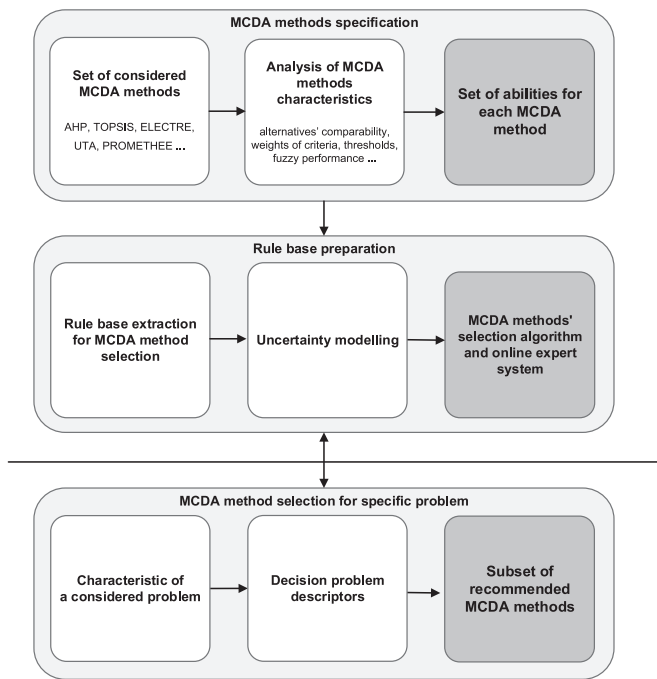 MCDA methods specification
Set of considered
MCDA methods
AHP, TOPSIS, ELECTRE,
UTA, PROMETHEE ...
Analysis of MCDA
methods
characteristics
alternatives' comparability,
weights of criteria, thresholds,
fuzzy performance ...
Set of abilities for
each MCDA
method
Rule base preparation
Rule base extraction
for MCDA method
selection
Uncertainty modelling
MCDA methods'
selection algorithm
and online expert
system
MCDA method selection for specific problem
Characteristic of
a considered problem
Decision problem
descriptors
Subset of
recommended
MCDA methods